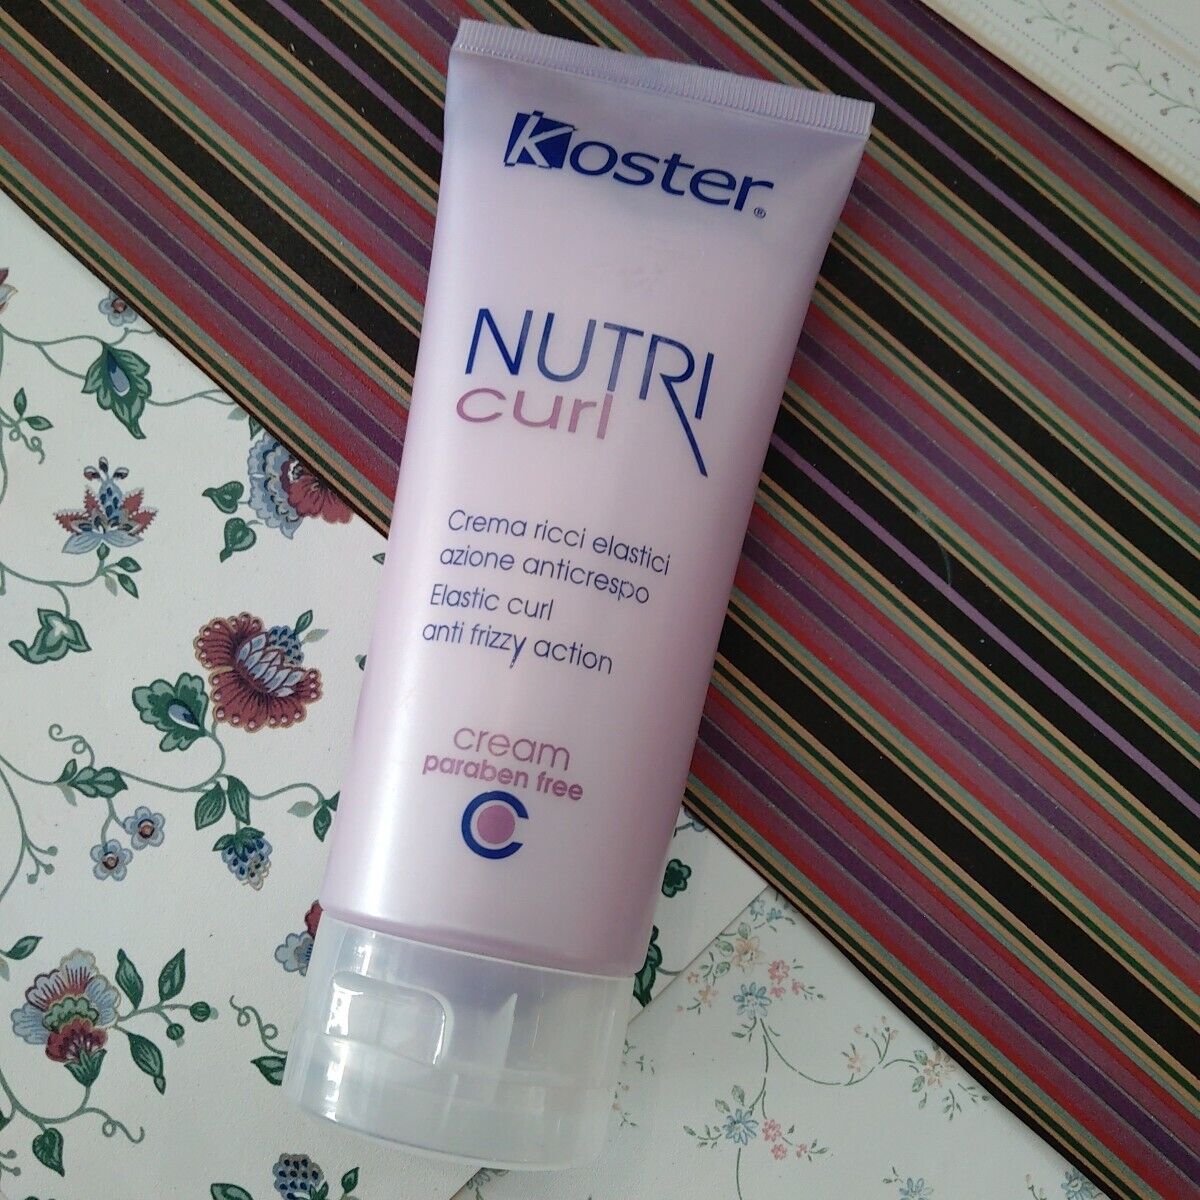 Koster®
NUTRI
curl
Crema ricci elastici
azione anticrespo
Elastic curl
anti frizzy action
cream
paraben free
C